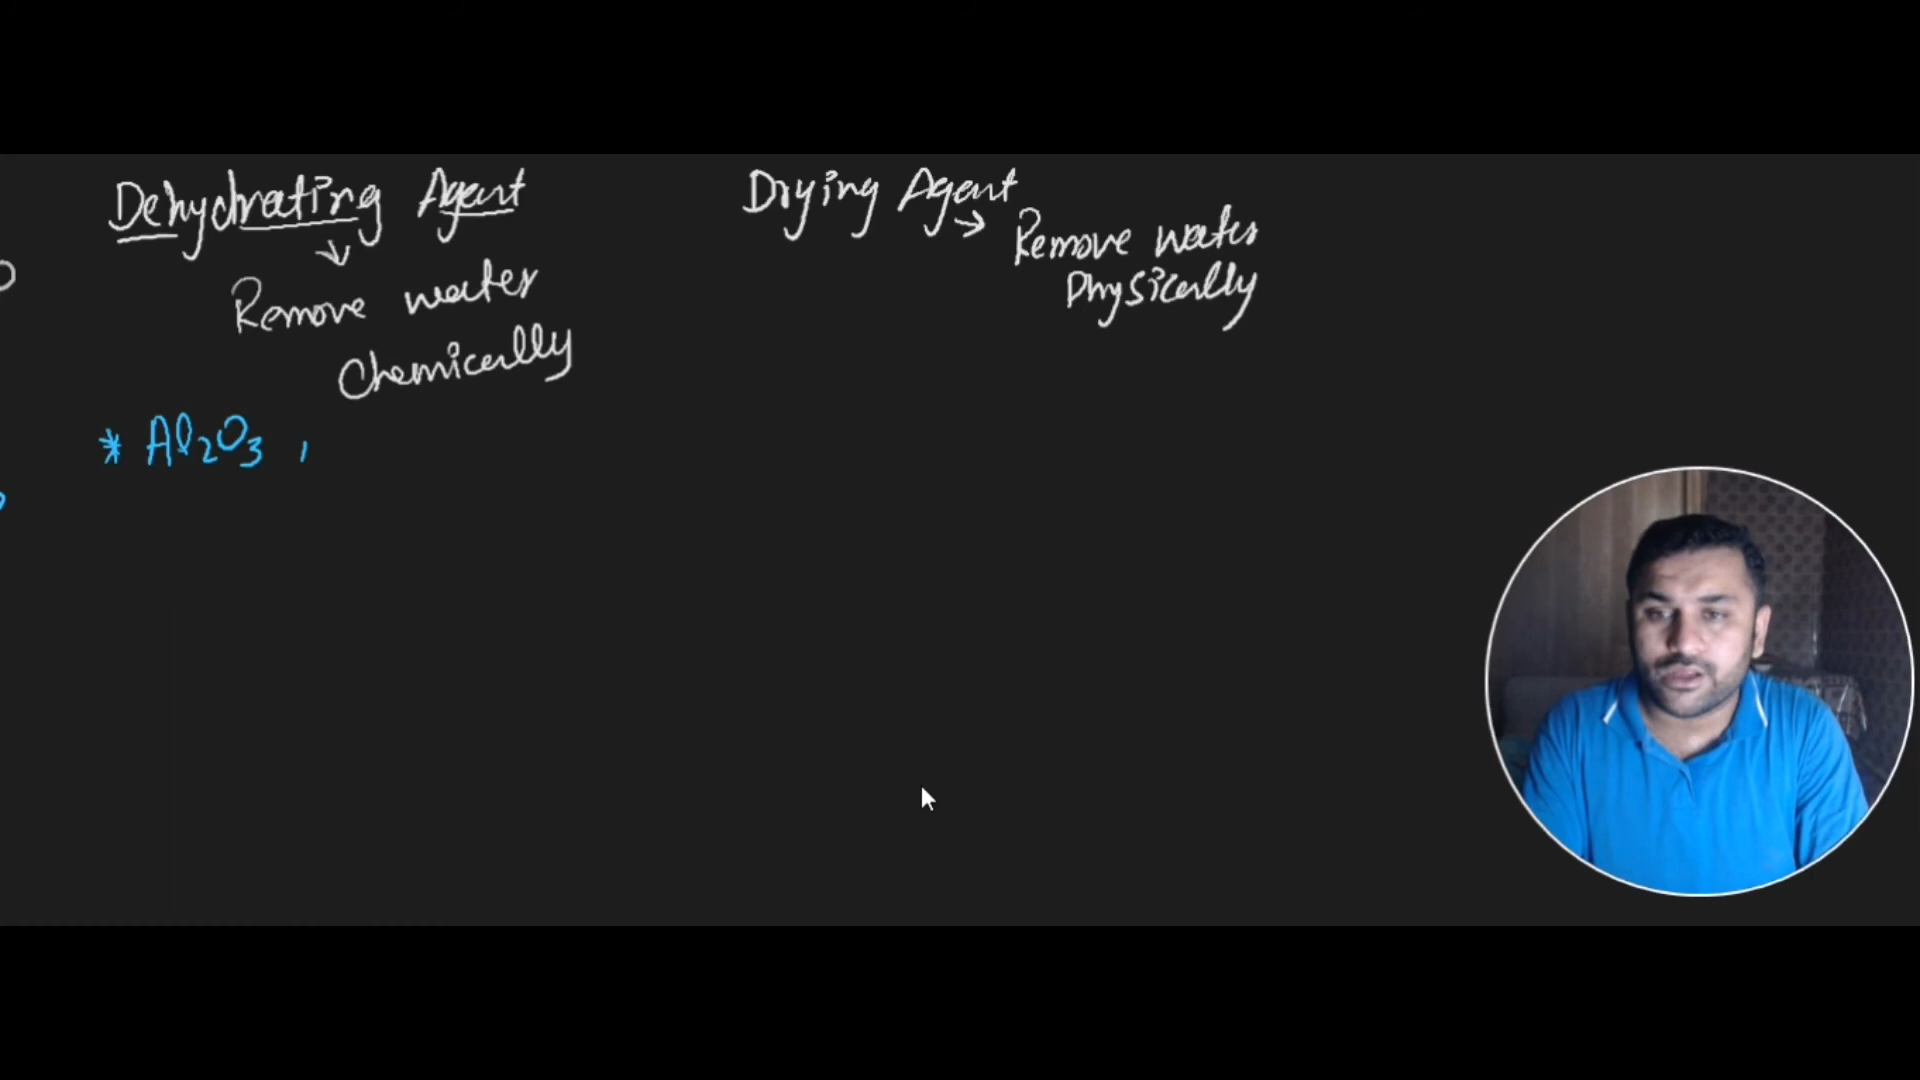 Dehydrating Agent
↓
Remove water
Chemically
* Al₂O₃ ,
Drying Agent
→ Remove water
Physically